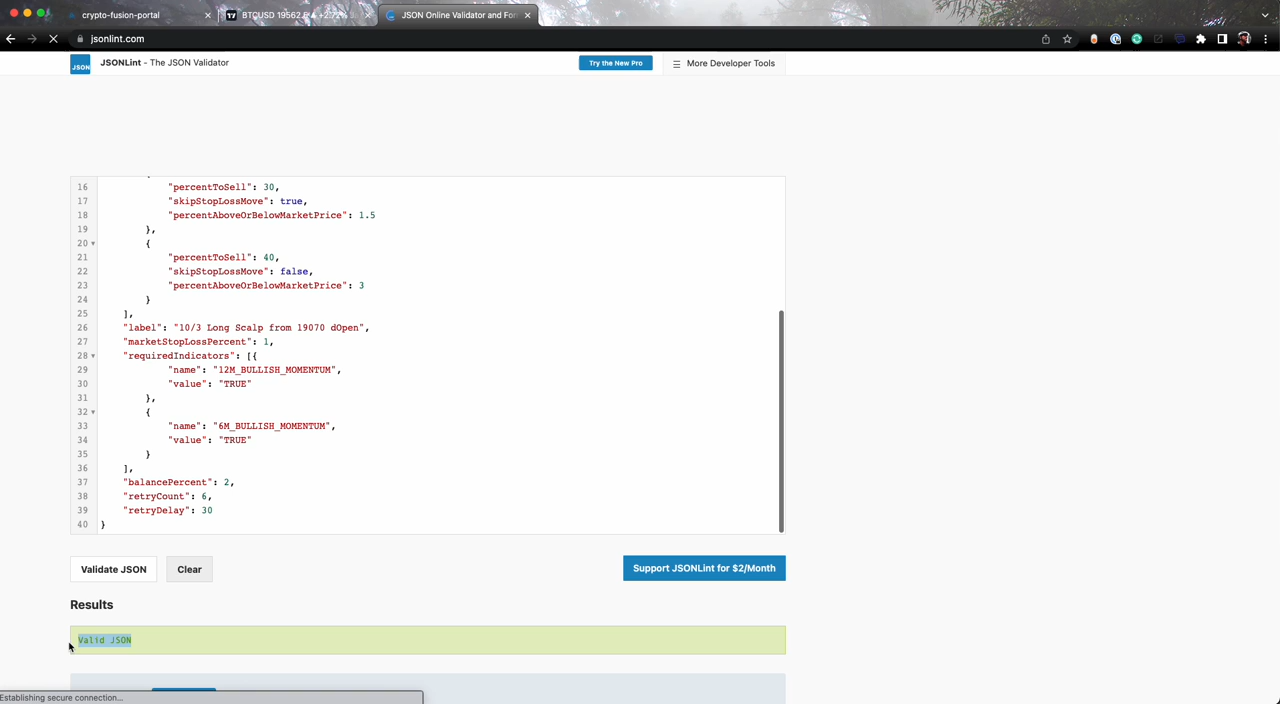 crypto-fusion-portal
BTCUSD 19562
+2.72%
JSON Online Validator and For
jsonlint.com
JSON
JSONLint - The JSON Validator
Try the New Pro
More Developer Tools
16 "percentToSell": 30,
17 "skipStopLossMove": true,
18 "percentAboveOrBelowMarketPrice": 1.5
19 },
20 {
21 "percentToSell": 40,
22 "skipStopLossMove": false,
23 "percentAboveOrBelowMarketPrice": 3
24 }
25 ],
26 "label": "10/3 Long Scalp from 19070 dOpen",
27 "marketStopLossPercent": 1,
28 "requiredIndicators": [{
29 "name": "12M_BULLISH_MOMENTUM",
30 "value": "TRUE"
31 },
32 {
33 "name": "6M_BULLISH_MOMENTUM",
34 "value": "TRUE"
35 }
36 ],
37 "balancePercent": 2,
38 "retryCount": 6,
39 "retryDelay": 30
40 }
Validate JSON
Clear
Support JSONLint for $2/Month
Results
Valid JSON
Establishing secure connection...